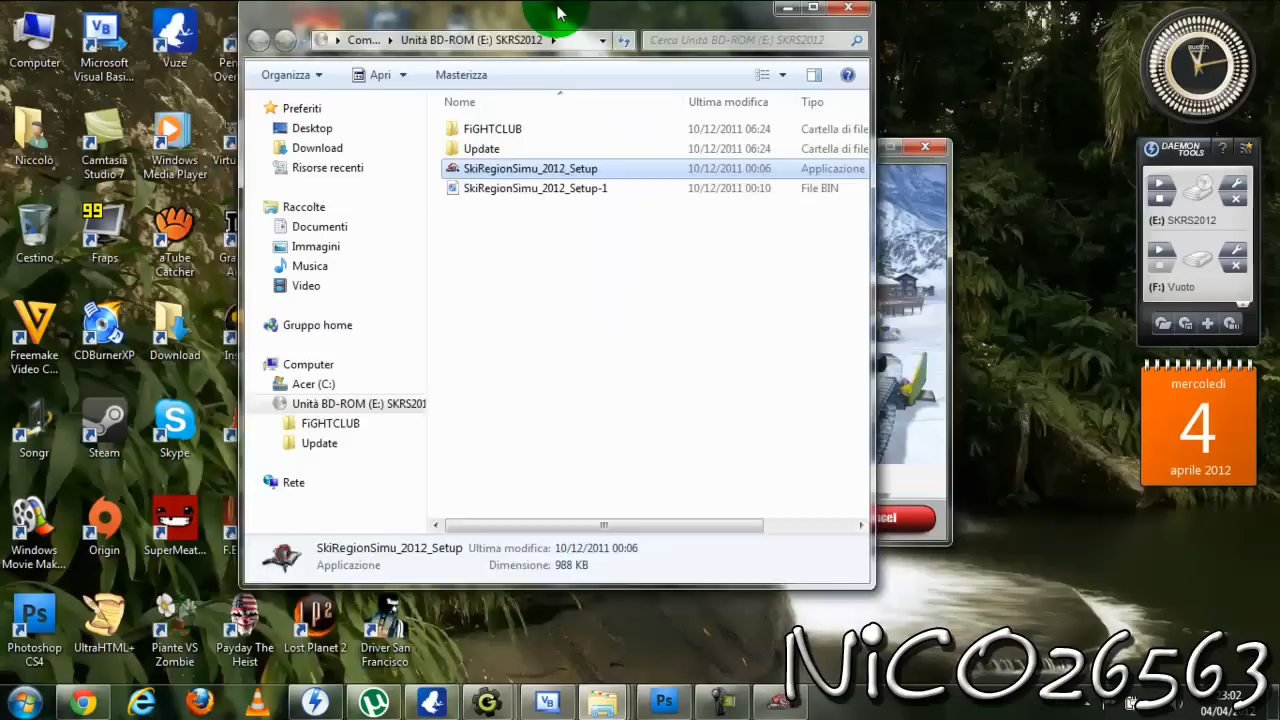 Computer
Microsoft Visual Basi...
Vuze
Niccolò
Camtasia Studio 7
Windows Media Player
Cestino
99
Fraps
aTube Catcher
Freemake Video C...
CDBurnerXP
Download
Songr
Steam
Skype
Windows Movie Mak...
Origin
SuperMeat...
Photoshop CS4
UltraHTML+
Piante VS Zombie
Payday The Heist
Lost Planet 2
Driver San Francisco
Com... Unità BD-ROM (E:) SKRS2012
Cerca Unità BD-ROM (E:) SKRS2012
Organizza Apri Masterizza
Preferiti
Desktop
Download
Risorse recenti
Raccolte
Documenti
Immagini
Musica
Video
Gruppo home
Computer
Acer (C:)
Unità BD-ROM (E:) SKRS201
FiGHTCLUB
Update
Rete
Nome Ultima modifica Tipo
FiGHTCLUB 10/12/2011 06:24 Cartella di file
Update 10/12/2011 06:24 Cartella di file
SkiRegionSimu_2012_Setup 10/12/2011 00:06 Applicazione
SkiRegionSimu_2012_Setup-1 10/12/2011 00:10 File BIN
SkiRegionSimu_2012_Setup Ultima modifica: 10/12/2011 00:06
Applicazione Dimensione: 988 KB
ncel
swatch
DAEMON TOOLS
(E:) SKRS2012
(F:) Vuoto
mercoledì
4
aprile 2012
NiCO26563
23:02
04/04/2012